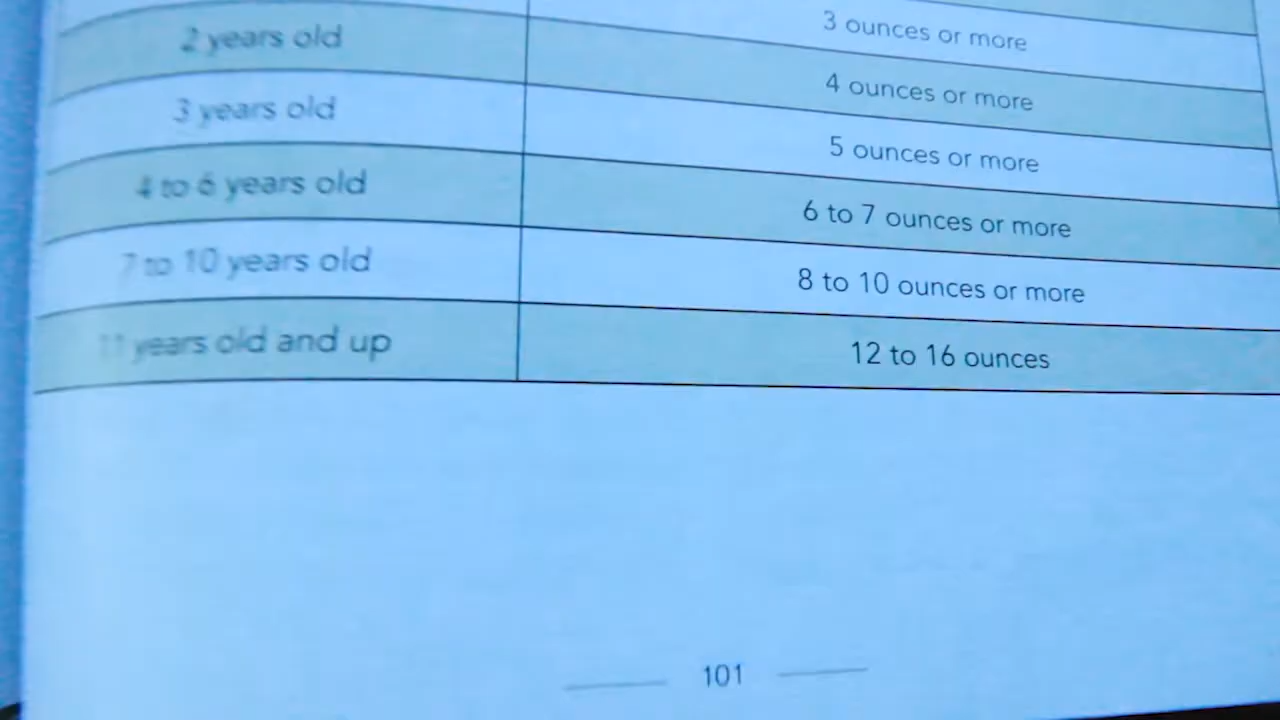 3 ounces or more
2 years old 4 ounces or more
3 years old 5 ounces or more
4 to 6 years old 6 to 7 ounces or more
7 to 10 years old 8 to 10 ounces or more
11 years old and up 12 to 16 ounces
101